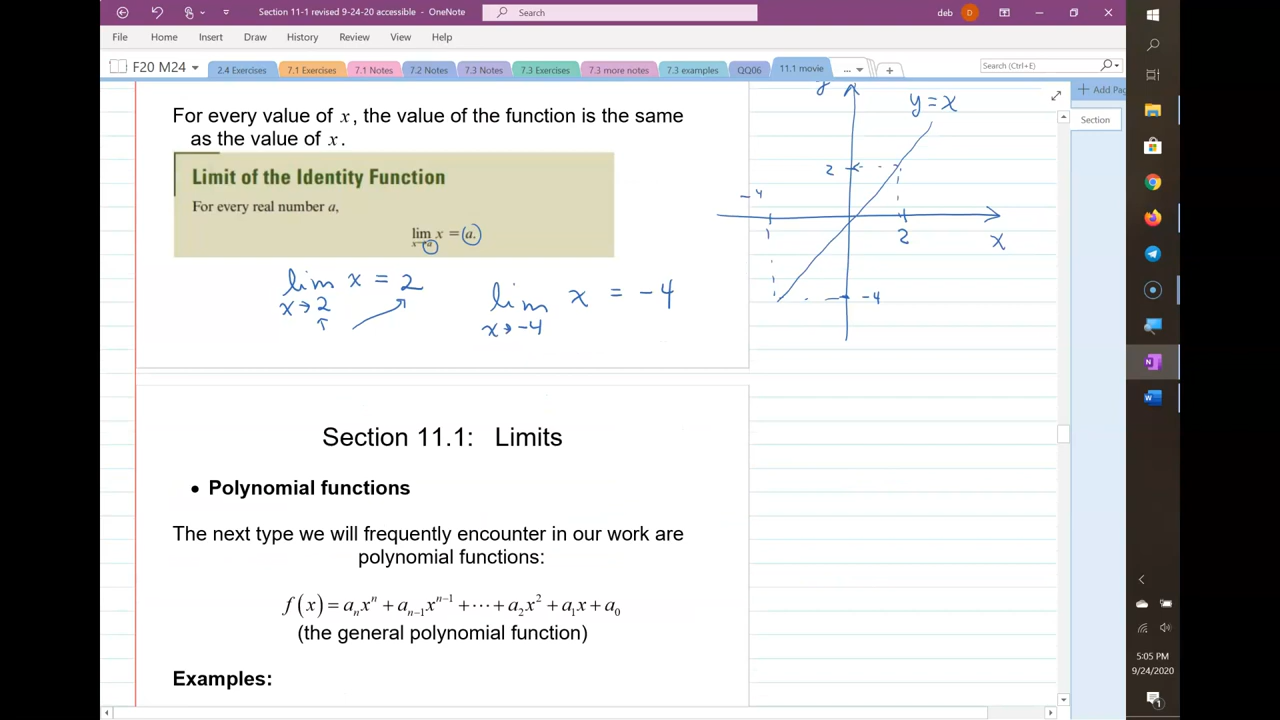 Section 11-1 revised 9-24-20 accessible - OneNote
Search
deb
D
File Home Insert Draw History Review View Help
F20 M24
2.4 Exercises 7.1 Exercises 7.1 Notes 7.2 Notes 7.3 Notes 7.3 Exercises 7.3 more notes 7.3 examples QQ06 11.1 movie ...
Search (Ctrl+E)
Add Pag
Section
For every value of x, the value of the function is the same
as the value of x.
Limit of the Identity Function
For every real number a,
lim x = a.
x→a
lim x = 2
x→2
lim x = -4
x→-4
y
y = x
2
-4
2
x
-4
Section 11.1: Limits
• Polynomial functions
The next type we will frequently encounter in our work are
polynomial functions:
f(x) = aₙxⁿ + aₙ₋₁xⁿ⁻¹ + ⋯ + a₂x² + a₁x + a₀
(the general polynomial function)
Examples:
5:05 PM
9/24/2020
1